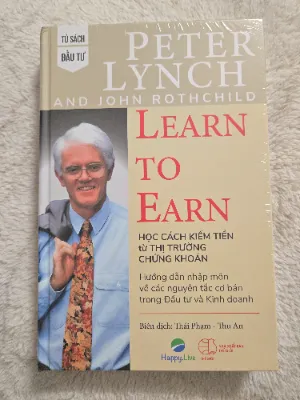 TỦ SÁCH
ĐẦU TƯ
PETER
LYNCH
AND JOHN ROTHCHILD
LEARN
TO
EARN
HỌC CÁCH KIẾM TIỀN
từ THỊ TRƯỜNG
CHỨNG KHOÁN
Hướng dẫn nhập môn
về các nguyên tắc cơ bản
trong Đầu tư và Kinh doanh
Biên dịch: Thái Phạm - Thu An
Happy.Live